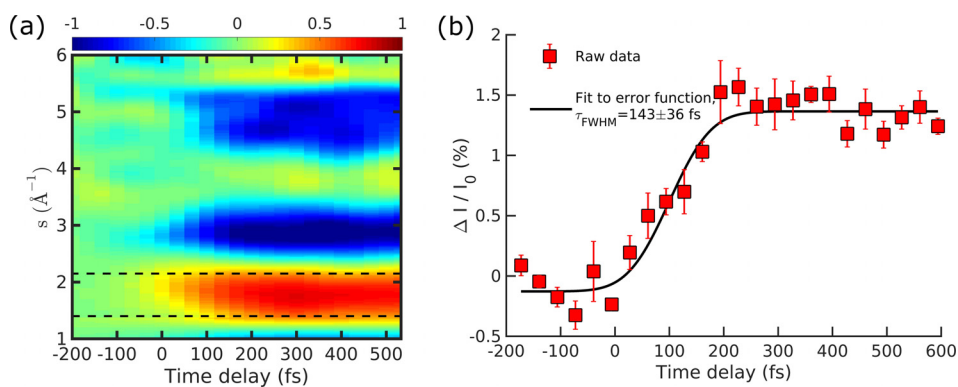 (a)
-1 -0.5 0 0.5 1
6
5
4
3
2
1
s (Å⁻¹)
-200 -100 0 100 200 300 400 500
Time delay (fs)
(b)
2
1.5
1
0.5
0
-0.5
Δ I / I₀ (%)
Raw data
Fit to error function,
τ_FWHM=143±36 fs
-200 -100 0 100 200 300 400 500 600
Time delay (fs)